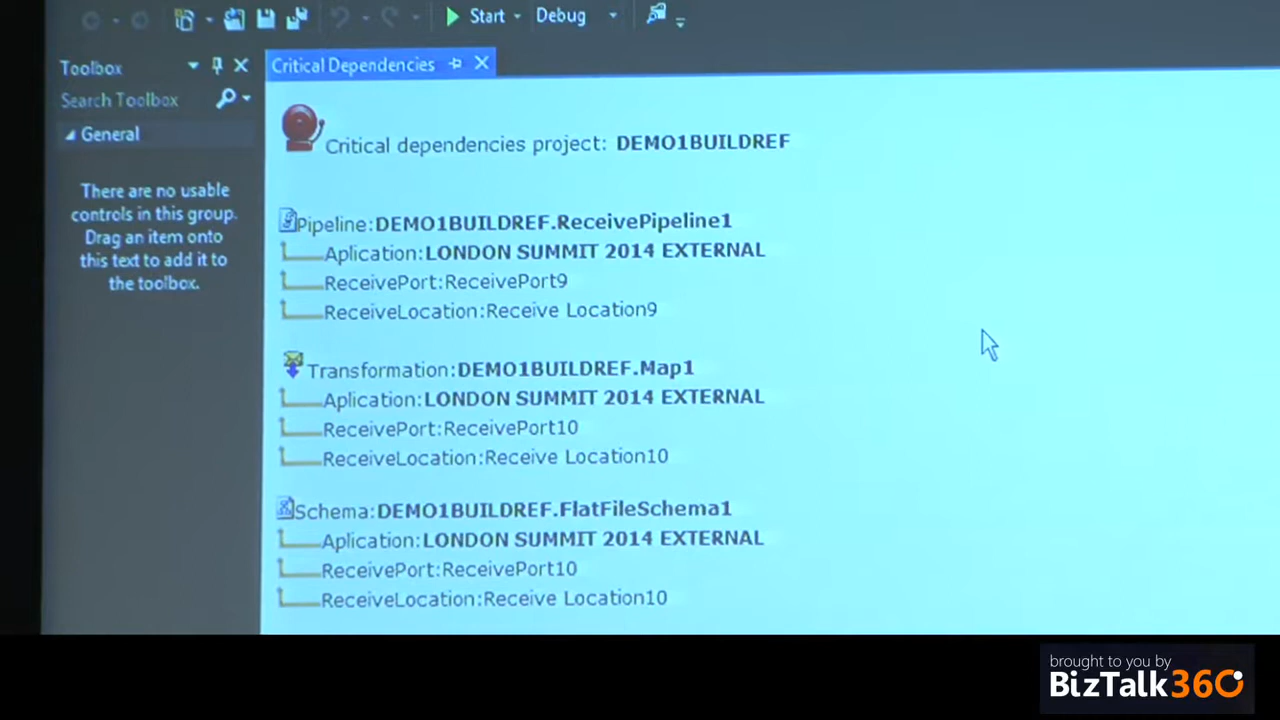 Start
Debug
Toolbox
Critical Dependencies
Search Toolbox
General
There are no usable
controls in this group.
Drag an item onto
this text to add it to
the toolbox.
Critical dependencies project: DEMO1BUILDREF
Pipeline:DEMO1BUILDREF.ReceivePipeline1
Aplication:LONDON SUMMIT 2014 EXTERNAL
ReceivePort:ReceivePort9
ReceiveLocation:Receive Location9
Transformation:DEMO1BUILDREF.Map1
Aplication:LONDON SUMMIT 2014 EXTERNAL
ReceivePort:ReceivePort10
ReceiveLocation:Receive Location10
Schema:DEMO1BUILDREF.FlatFileSchema1
Aplication:LONDON SUMMIT 2014 EXTERNAL
ReceivePort:ReceivePort10
ReceiveLocation:Receive Location10
brought to you by
BizTalk360